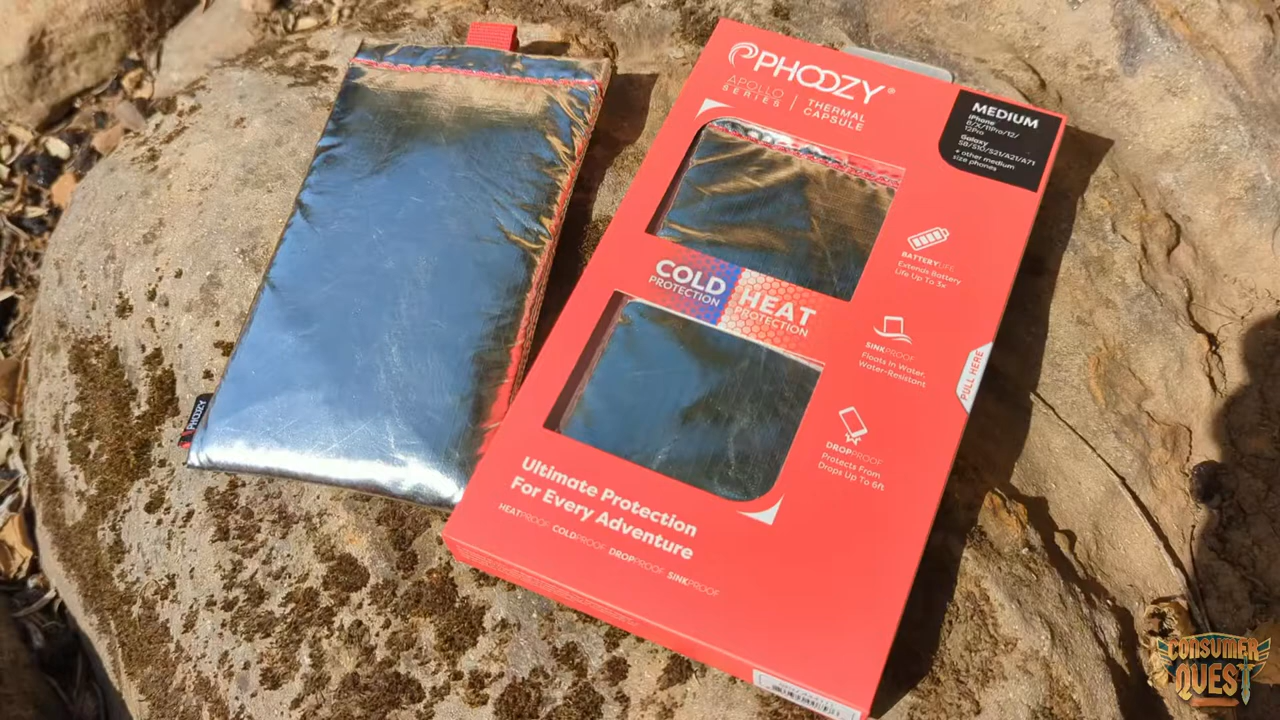 PHOOZY®
APOLLO SERIES | THERMAL CAPSULE
MEDIUM
iPhone
8/X/11Pro/12/
12Pro
Galaxy
S8/S10/S21/A21/A71
+ other medium
size phones
BATTERYLIFE
Extends Battery
Life Up To 3x
COLD
PROTECTION
HEAT
PROTECTION
SINKPROOF
Floats In Water,
Water-Resistant
PULL HERE
DROPPROOF
Protects From
Drops Up To 6ft
Ultimate Protection
For Every Adventure
HEATPROOF COLDPROOF DROPPROOF SINKPROOF
PHOOZY
CONSUMER
QUEST